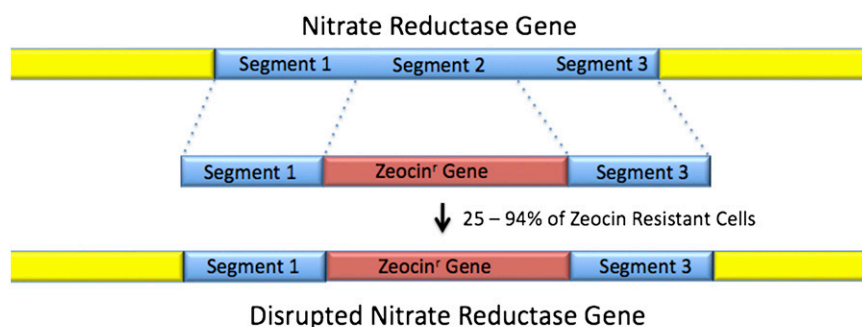 Nitrate Reductase Gene
Segment 1 Segment 2 Segment 3
Segment 1 Zeocinʳ Gene Segment 3
25 – 94% of Zeocin Resistant Cells
Segment 1 Zeocinʳ Gene Segment 3
Disrupted Nitrate Reductase Gene